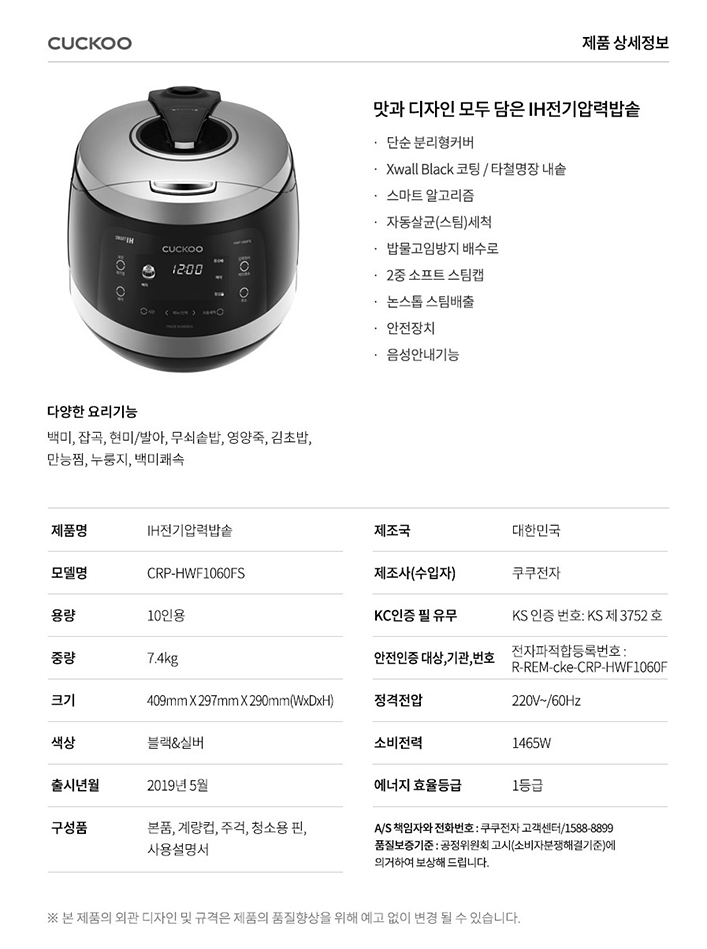 CUCKOO
제품 상세정보
맛과 디자인 모두 담은 IH전기압력밥솥
· 단순 분리형커버
· Xwall Black 코팅 / 타철명장 내솥
· 스마트 알고리즘
· 자동살균(스팀)세척
· 밥물고임방지 배수로
· 2중 소프트 스팀캡
· 논스톱 스팀배출
· 안전장치
· 음성안내기능
SMART IH
CUCKOO
12:00
다양한 요리기능
백미, 잡곡, 현미/발아, 무쇠솥밥, 영양죽, 김초밥,
만능찜, 누룽지, 백미쾌속
제품명 IH전기압력밥솥
모델명 CRP-HWF1060FS
용량 10인용
중량 7.4kg
크기 409mm X 297mm X 290mm(WxDxH)
색상 블랙&실버
출시년월 2019년 5월
구성품 본품, 계량컵, 주걱, 청소용 핀,
사용설명서
제조국 대한민국
제조사(수입자) 쿠쿠전자
KC인증 필 유무 KS 인증 번호: KS 제 3752 호
안전인증 대상,기관,번호 전자파적합등록번호 :
R-REM-cke-CRP-HWF1060F
정격전압 220V~/60Hz
소비전력 1465W
에너지 효율등급 1등급
A/S 책임자와 전화번호 : 쿠쿠전자 고객센터/1588-8899
품질보증기준 : 공정위원회 고시(소비자분쟁해결기준)에
의거하여 보상해 드립니다.
※ 본 제품의 외관 디자인 및 규격은 제품의 품질향상을 위해 예고 없이 변경 될 수 있습니다.